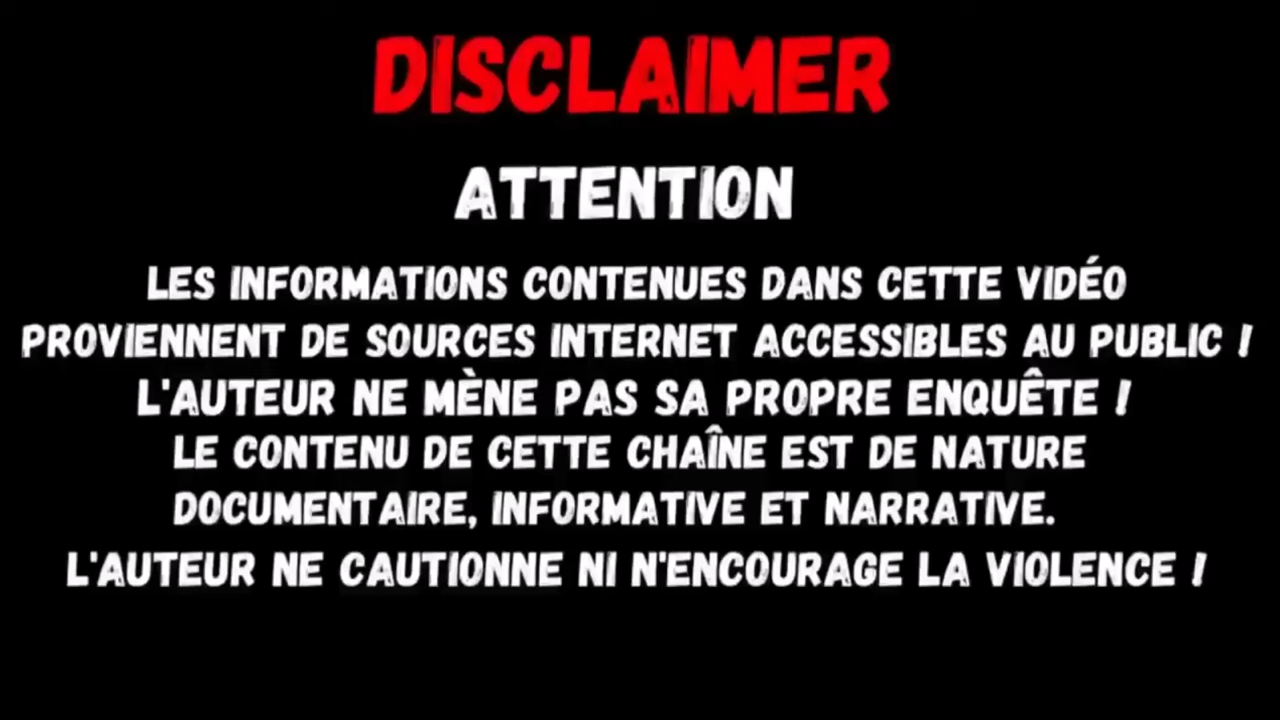 DISCLAIMER
ATTENTION
LES INFORMATIONS CONTENUES DANS CETTE VIDÉO
PROVIENNENT DE SOURCES INTERNET ACCESSIBLES AU PUBLIC !
L'AUTEUR NE MÈNE PAS SA PROPRE ENQUÊTE !
LE CONTENU DE CETTE CHAÎNE EST DE NATURE
DOCUMENTAIRE, INFORMATIVE ET NARRATIVE.
L'AUTEUR NE CAUTIONNE NI N'ENCOURAGE LA VIOLENCE !